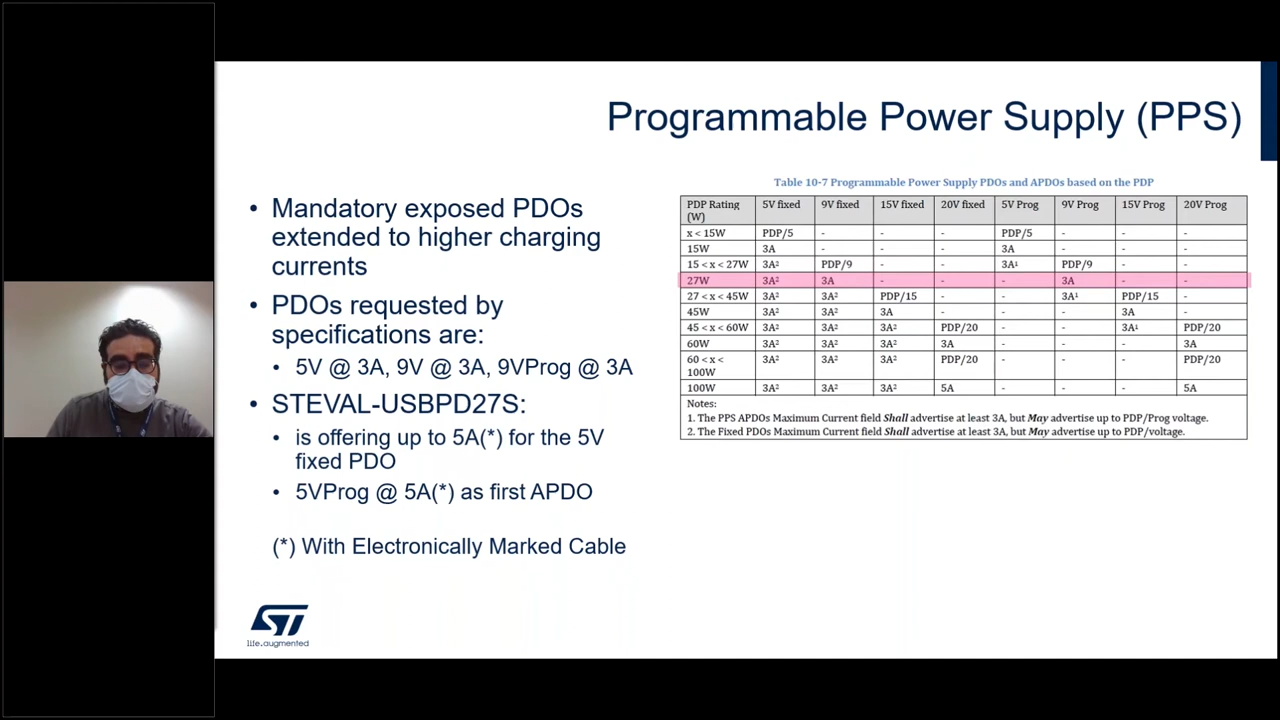 Programmable Power Supply (PPS)
• Mandatory exposed PDOs
extended to higher charging
currents
• PDOs requested by
specifications are:
• 5V @ 3A, 9V @ 3A, 9VProg @ 3A
• STEVAL-USBPD27S:
• is offering up to 5A(*) for the 5V
fixed PDO
• 5VProg @ 5A(*) as first APDO
(*) With Electronically Marked Cable
Table 10-7 Programmable Power Supply PDOs and APDOs based on the PDP
PDP Rating (W) 5V fixed 9V fixed 15V fixed 20V fixed 5V Prog 9V Prog 15V Prog 20V Prog
x < 15W PDP/5 - - - PDP/5 - - -
15W 3A - - - 3A - - -
15 < x < 27W 3A² PDP/9 - - 3A¹ PDP/9 - -
27W 3A² 3A - - - 3A - -
27 < x < 45W 3A² 3A² PDP/15 - - 3A¹ PDP/15 -
45W 3A² 3A² 3A - - - 3A -
45 < x < 60W 3A² 3A² 3A² PDP/20 - - 3A¹ PDP/20
60W 3A² 3A² 3A² 3A - - - 3A
60 < x < 100W 3A² 3A² 3A² PDP/20 - - - PDP/20
100W 3A² 3A² 3A² 5A - - - 5A
Notes:
1. The PPS APDOs Maximum Current field Shall advertise at least 3A, but May advertise up to PDP/Prog voltage.
2. The Fixed PDOs Maximum Current field Shall advertise at least 3A, but May advertise up to PDP/voltage.
ST
life.augmented